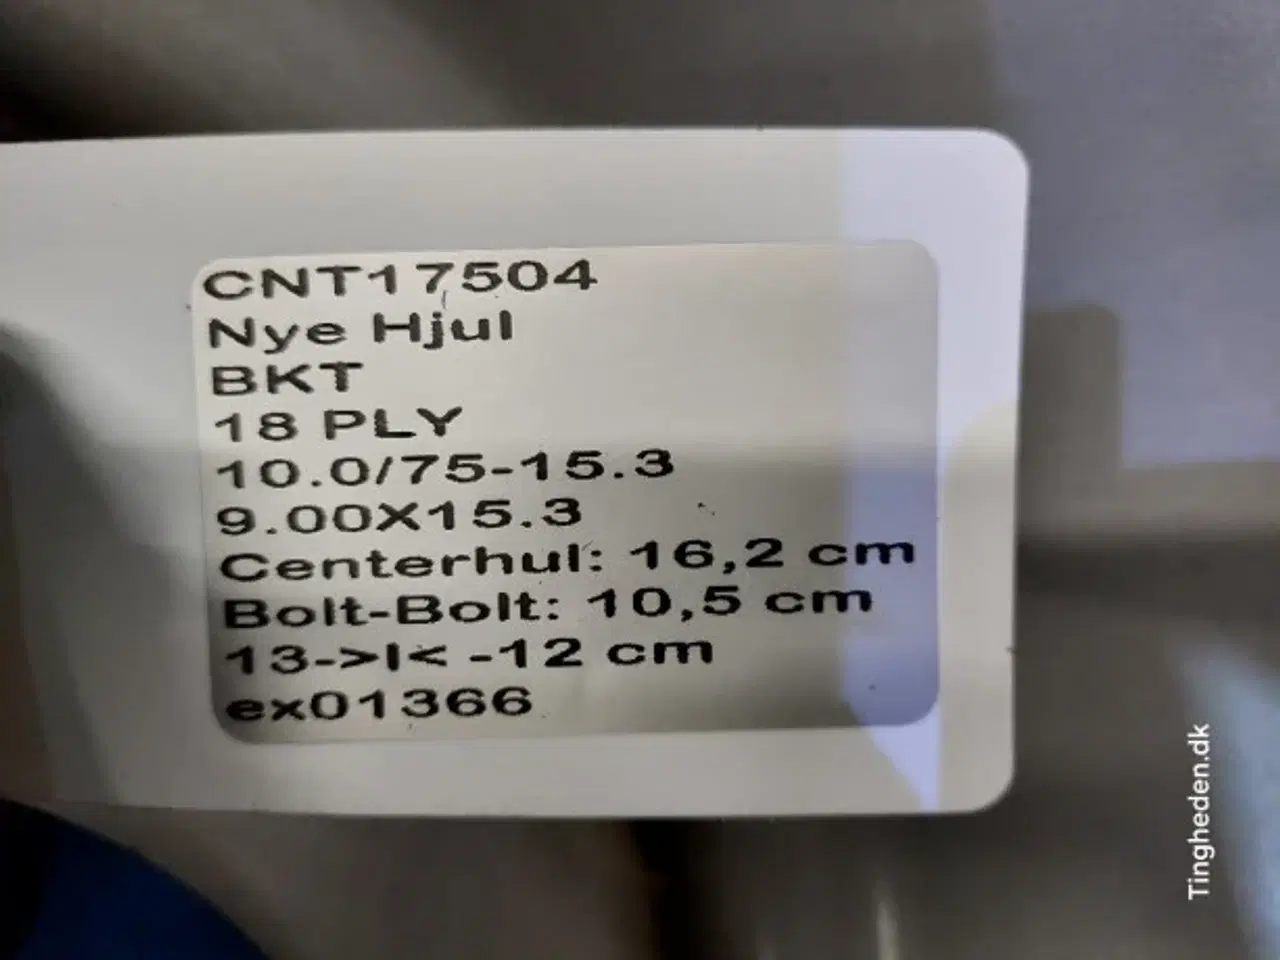 CNT17504
Nye Hjul
BKT
18 PLY
10.0/75-15.3
9.00X15.3
Centerhul: 16,2 cm
Bolt-Bolt: 10,5 cm
13->I< -12 cm
ex01366
Tingheden.dk